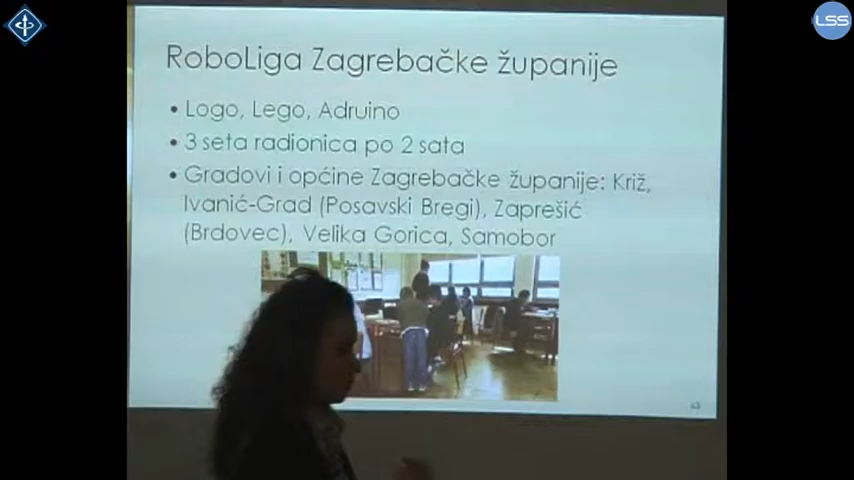 LSS
RoboLiga Zagrebačke županije
• Logo, Lego, Adruino
• 3 seta radionica po 2 sata
• Gradovi i općine Zagrebačke županije: Križ,
Ivanić-Grad (Posavski Bregi), Zaprešić
(Brdovec), Velika Gorica, Samobor